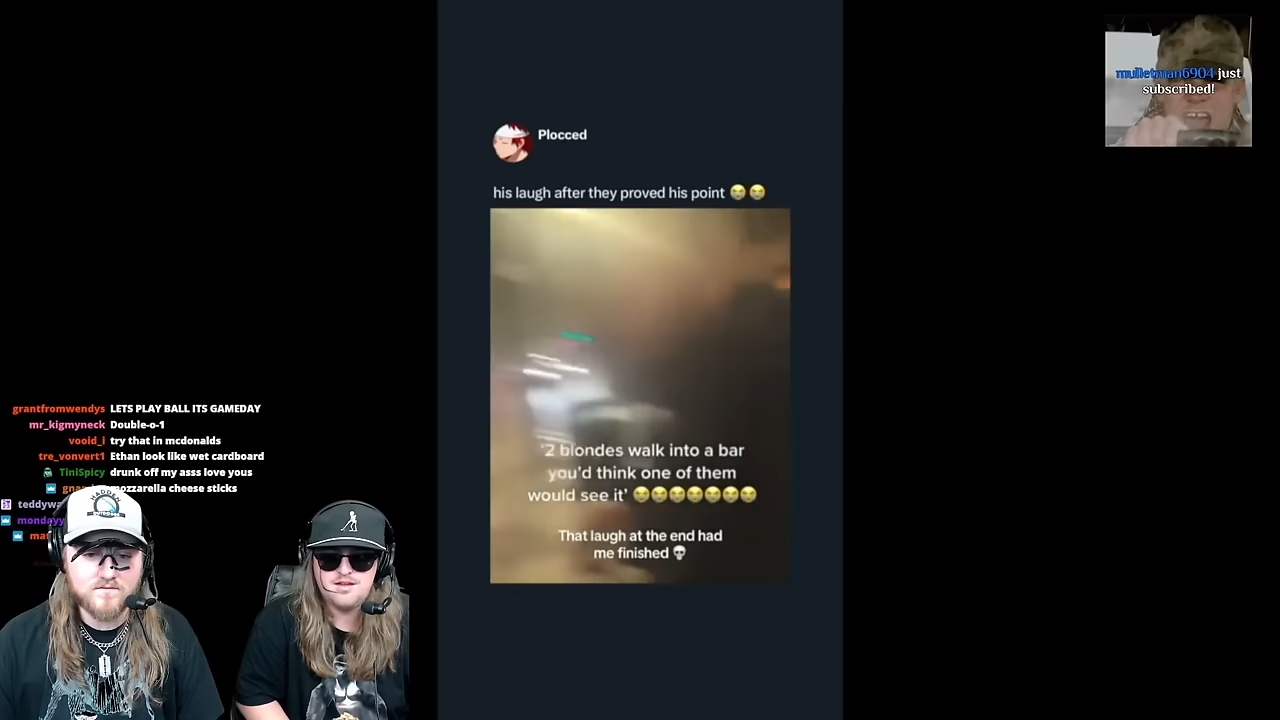 mulletman6904 just
subscribed!
Plocced
his laugh after they proved his point 😭 😭
'2 blondes walk into a bar
you'd think one of them
would see it' 😭😭😭😭😭😭😭
That laugh at the end had
me finished 💀
grantfromwendys LETS PLAY BALL ITS GAMEDAY
mr_kigmyneck Double-o-1
voold_i try that in mcdonalds
tre_vonvert1 Ethan look like wet cardboard
TiniSpicy drunk off my asss love yous
mozzarella cheese sticks